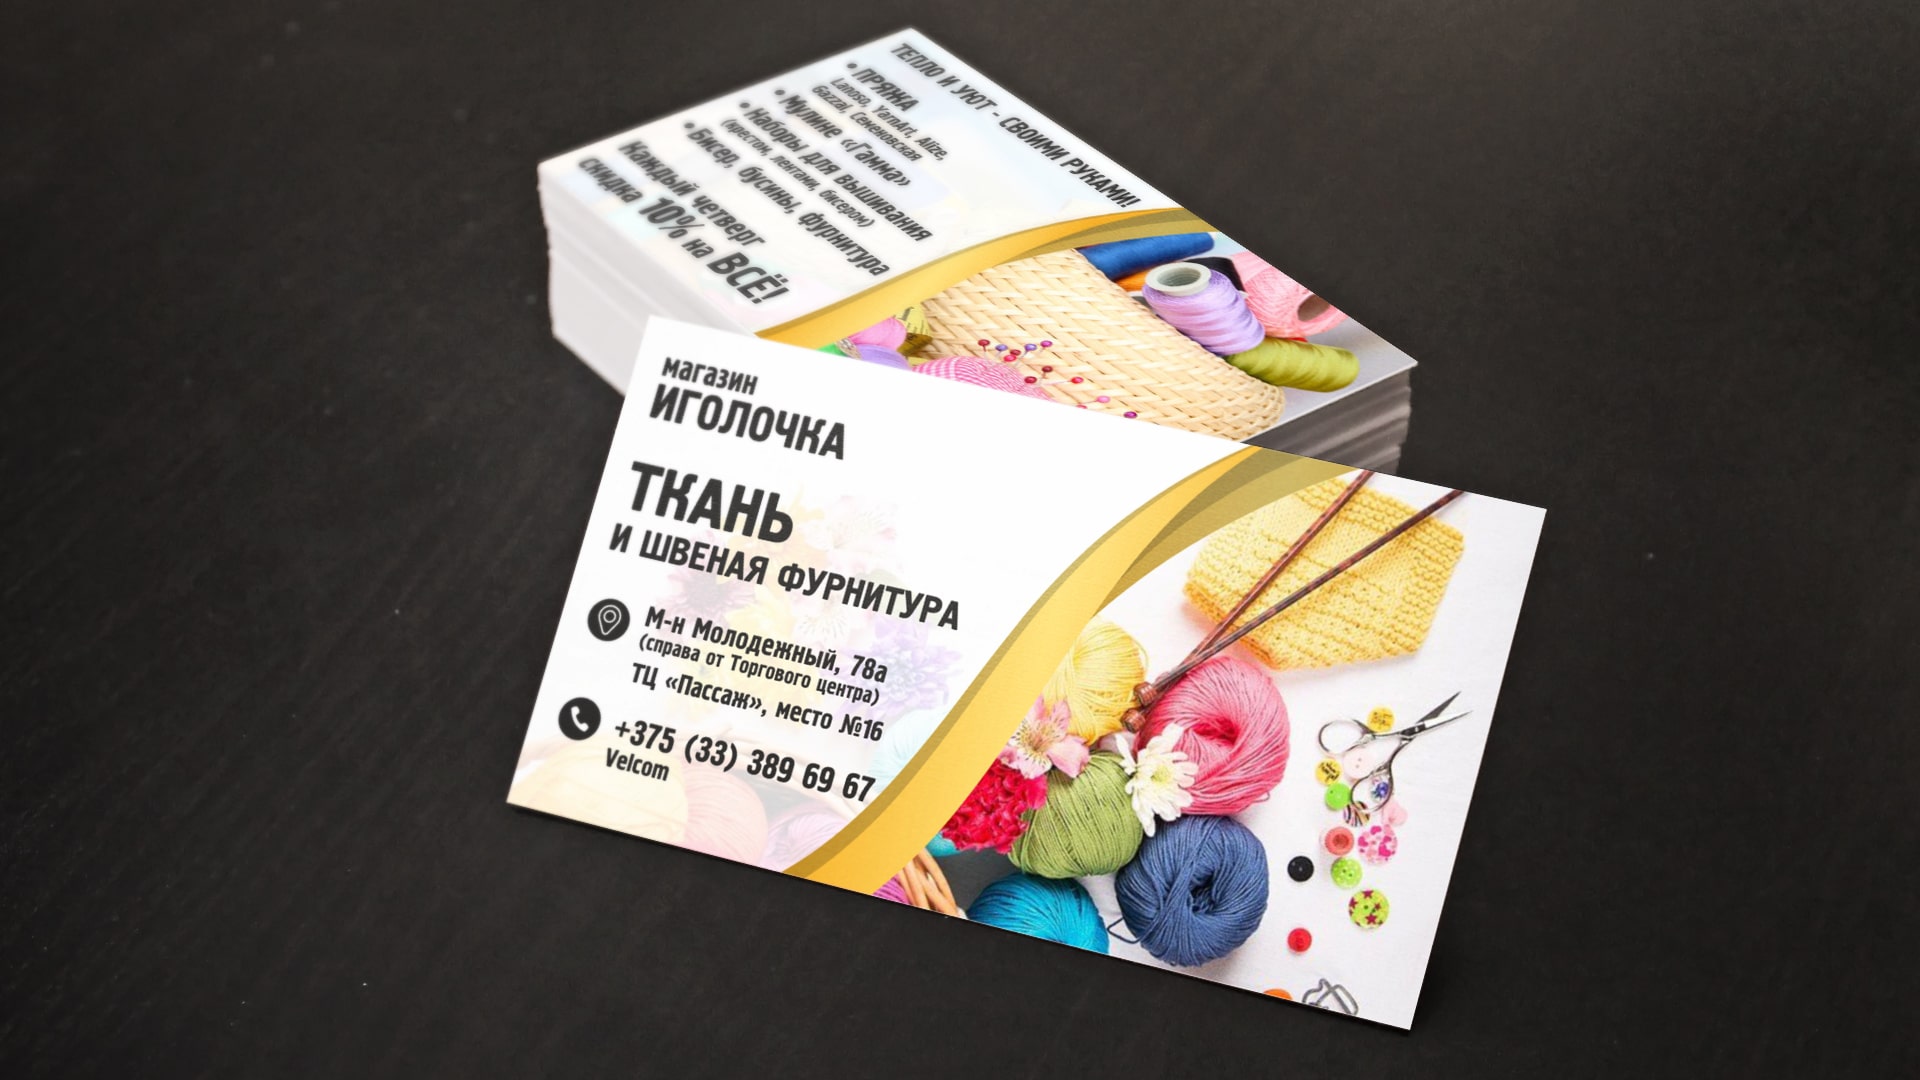 ТЕПЛО И УЮТ - СВОИМИ РУКАМИ!
• ПРЯЖА
Lanoso, YarnArt, Alize,
Gazzal, Семеновская
• Мулине «Гамма»
• Наборы для вышивания
(крестом, лентами, бисером)
• Бисер, бусины, фурнитура
Каждый четверг
скидка 10% на ВСЁ!
магазин
ИГОЛОЧКА
ТКАНЬ
И ШВЕНАЯ ФУРНИТУРА
М-н Молодежный, 78а
(справа от Торгового центра)
ТЦ «Пассаж», место №16
+375 (33) 389 69 67
Velcom